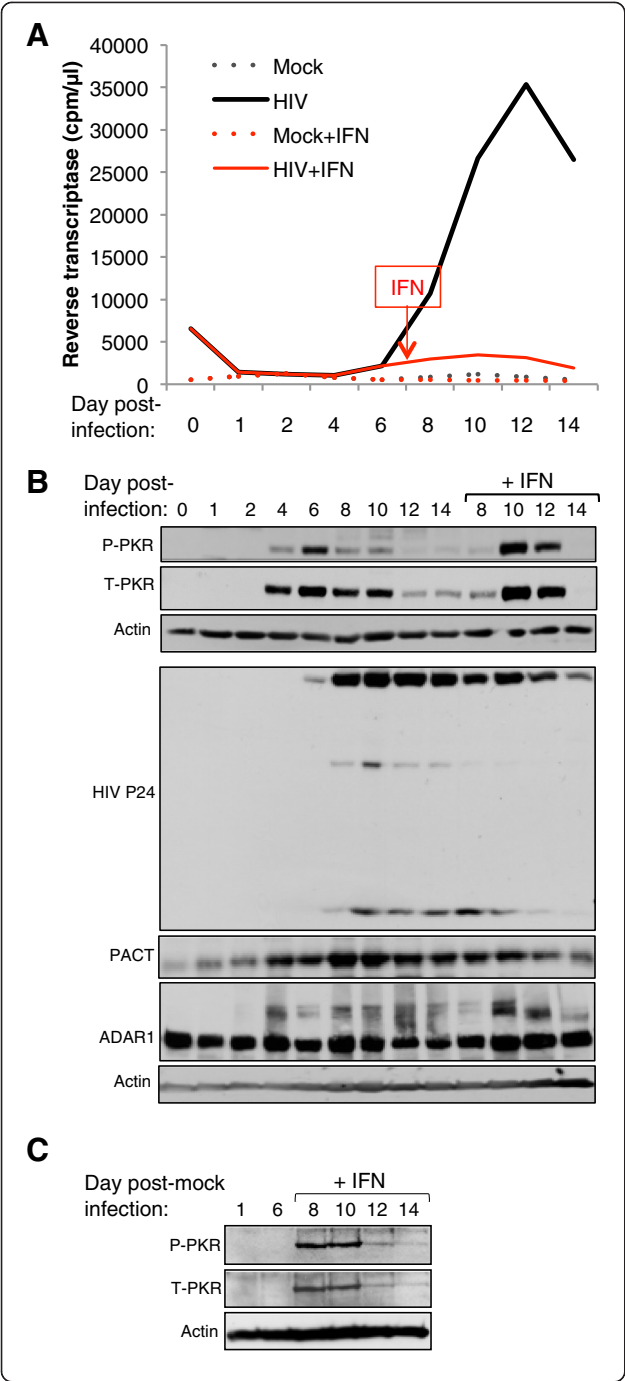 A
Reverse transcriptase (cpm/µl)
40000
35000
30000
25000
20000
15000
10000
5000
0
Mock
HIV
Mock+IFN
HIV+IFN
IFN
Day post-
infection:
0 1 2 4 6 8 10 12 14
B
Day post-
infection:
+ IFN
0 1 2 4 6 8 10 12 14 8 10 12 14
P-PKR
T-PKR
Actin
HIV P24
PACT
ADAR1
Actin
C
Day post-mock
infection:
+ IFN
1 6 8 10 12 14
P-PKR
T-PKR
Actin